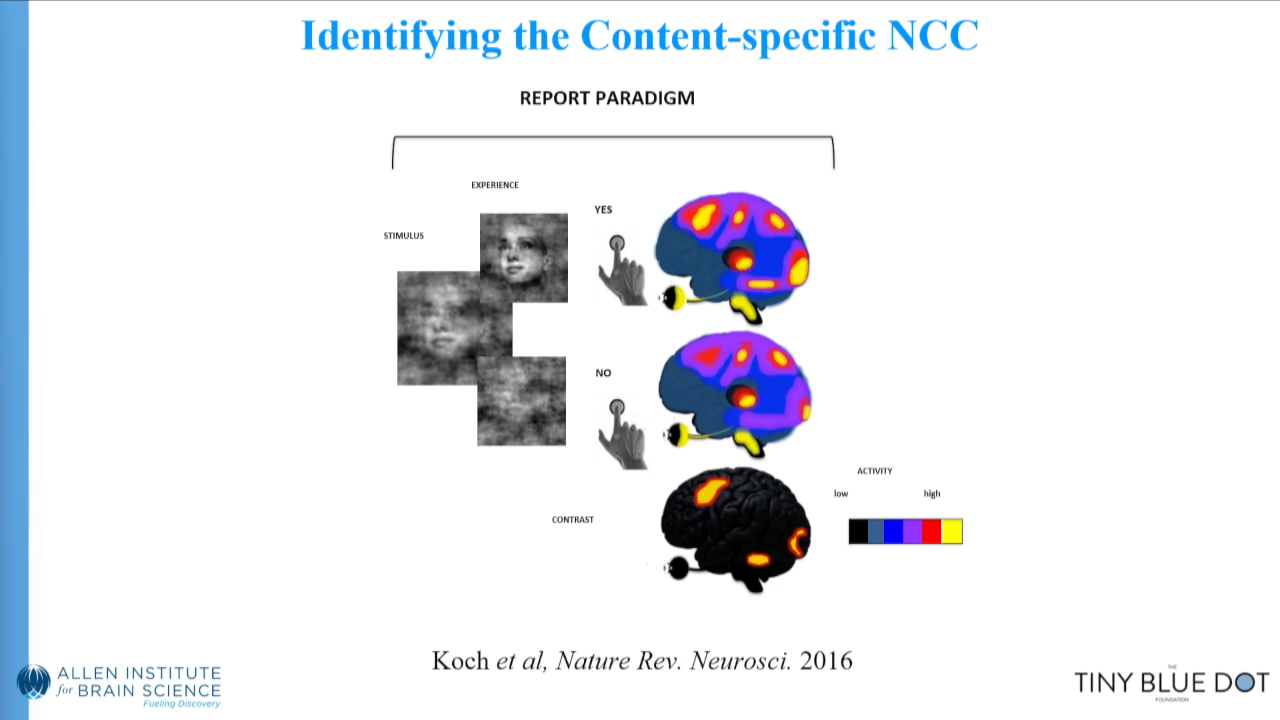 Identifying the Content-specific NCC
REPORT PARADIGM
EXPERIENCE
STIMULUS
YES
NO
CONTRAST
ACTIVITY
low high
Koch et al, Nature Rev. Neurosci. 2016
ALLEN INSTITUTE
for BRAIN SCIENCE
Fueling Discovery
THE
TINY BLUE DOT
FOUNDATION